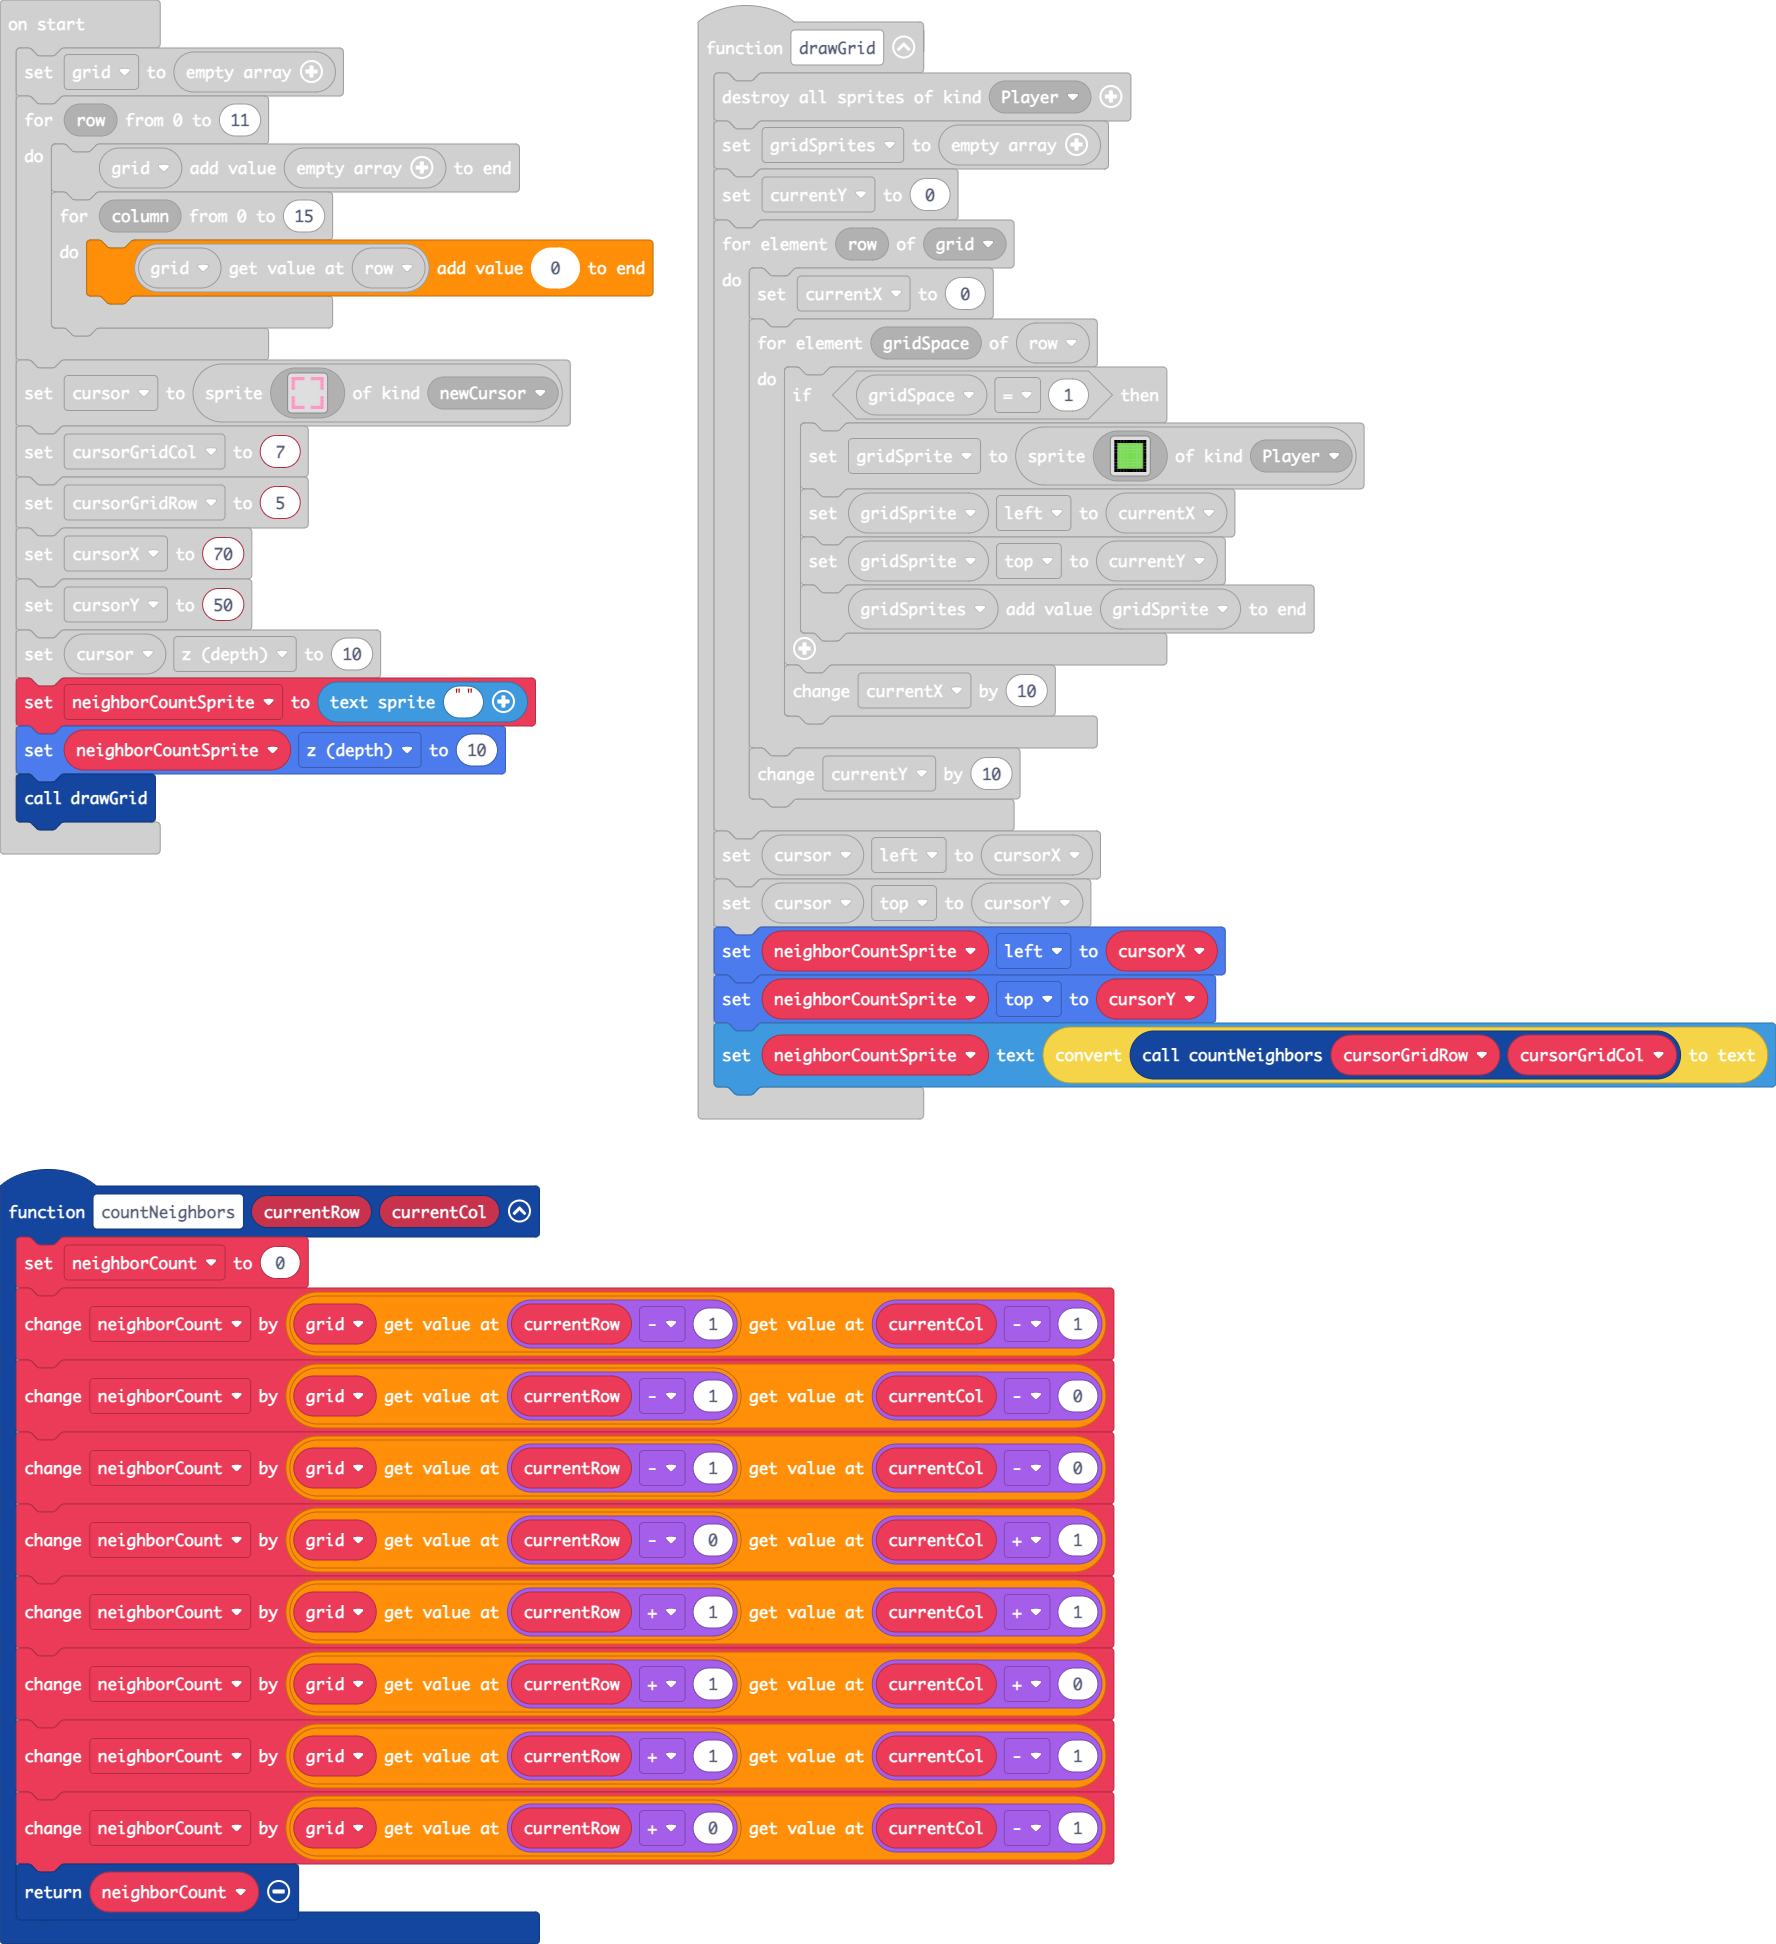 on start
set grid to empty array
for row from 0 to 11
do
grid add value empty array to end
for column from 0 to 15
do
grid get value at row add value 0 to end
set cursor to sprite of kind newCursor
set cursorGridCol to 7
set cursorGridRow to 5
set cursorX to 70
set cursorY to 50
set cursor z (depth) to 10
set neighborCountSprite to text sprite " "
set neighborCountSprite z (depth) to 10
call drawGrid
function drawGrid
destroy all sprites of kind Player
set gridSprites to empty array
set currentY to 0
for element row of grid
do
set currentX to 0
for element gridSpace of row
do
if gridSpace = 1 then
set gridSprite to sprite of kind Player
set gridSprite left to currentX
set gridSprite top to currentY
gridSprites add value gridSprite to end
change currentX by 10
change currentY by 10
set cursor left to cursorX
set cursor top to cursorY
set neighborCountSprite left to cursorX
set neighborCountSprite top to cursorY
set neighborCountSprite text convert call countNeighbors cursorGridRow cursorGridCol to text
function countNeighbors currentRow currentCol
set neighborCount to 0
change neighborCount by grid get value at currentRow - 1 get value at currentCol - 1
change neighborCount by grid get value at currentRow - 1 get value at currentCol - 0
change neighborCount by grid get value at currentRow - 1 get value at currentCol - 0
change neighborCount by grid get value at currentRow - 0 get value at currentCol + 1
change neighborCount by grid get value at currentRow + 1 get value at currentCol + 1
change neighborCount by grid get value at currentRow + 1 get value at currentCol + 0
change neighborCount by grid get value at currentRow + 1 get value at currentCol - 1
change neighborCount by grid get value at currentRow + 0 get value at currentCol - 1
return neighborCount